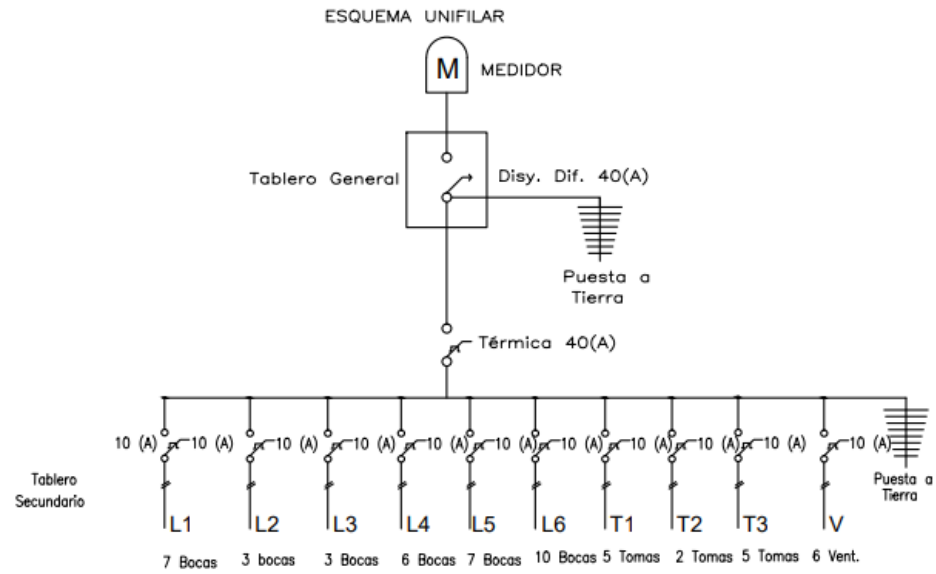 ESQUEMA UNIFILAR
M
MEDIDOR
Tablero General
Disy. Dif. 40(A)
Puesta a
Tierra
Térmica 40(A)
10 (A) 10 (A) 10 (A) 10 (A) 10 (A) 10 (A) 10 (A) 10 (A) 10 (A) 10 (A) 10 (A)
Tablero
Secundario
Puesta a
Tierra
L1 L2 L3 L4 L5 L6 T1 T2 T3 V
7 Bocas 3 bocas 3 Bocas 6 Bocas 7 Bocas 10 Bocas 5 Tomas 2 Tomas 5 Tomas 6 Vent.